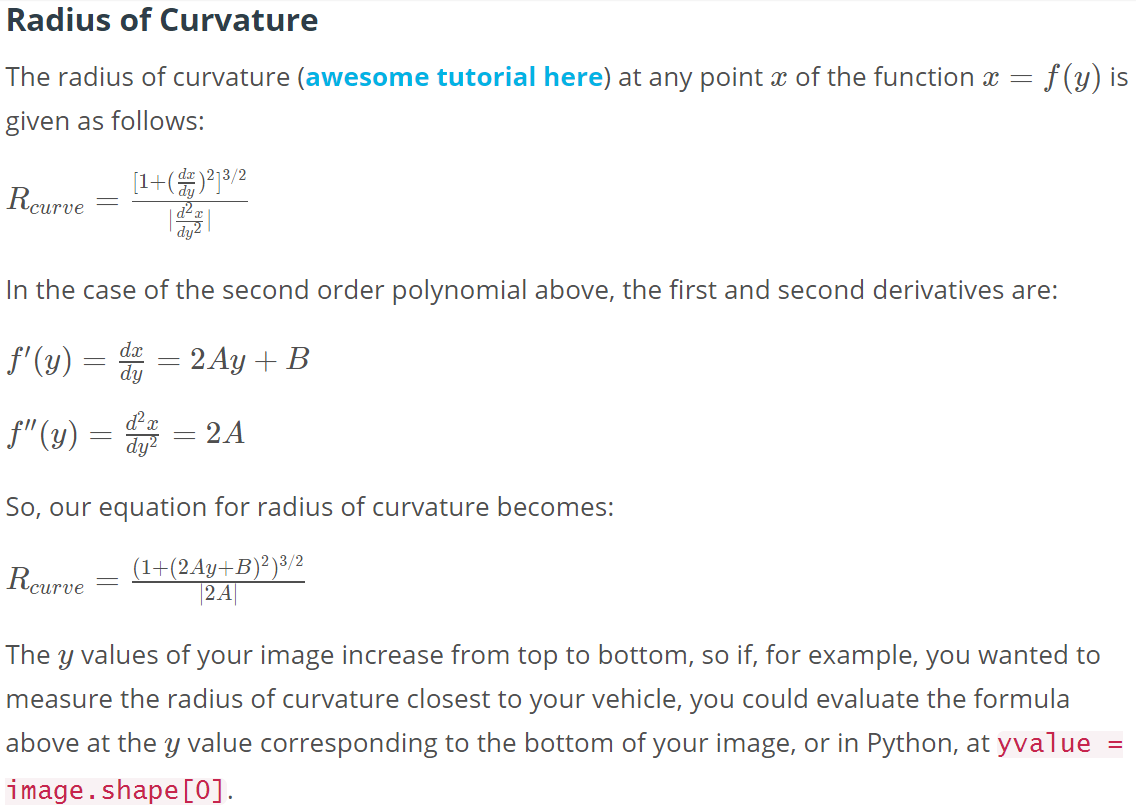 Radius of Curvature
The radius of curvature (awesome tutorial here) at any point x of the function x = f(y) is
given as follows:
R_{curve} = \frac{[1+(\frac{dx}{dy})^2]^{3/2}}{|\frac{d^2x}{dy^2}|}
In the case of the second order polynomial above, the first and second derivatives are:
f'(y) = \frac{dx}{dy} = 2Ay + B
f''(y) = \frac{d^2x}{dy^2} = 2A
So, our equation for radius of curvature becomes:
R_{curve} = \frac{(1+(2Ay+B)^2)^{3/2}}{|2A|}
The y values of your image increase from top to bottom, so if, for example, you wanted to
measure the radius of curvature closest to your vehicle, you could evaluate the formula
above at the y value corresponding to the bottom of your image, or in Python, at yvalue =
image.shape[0].